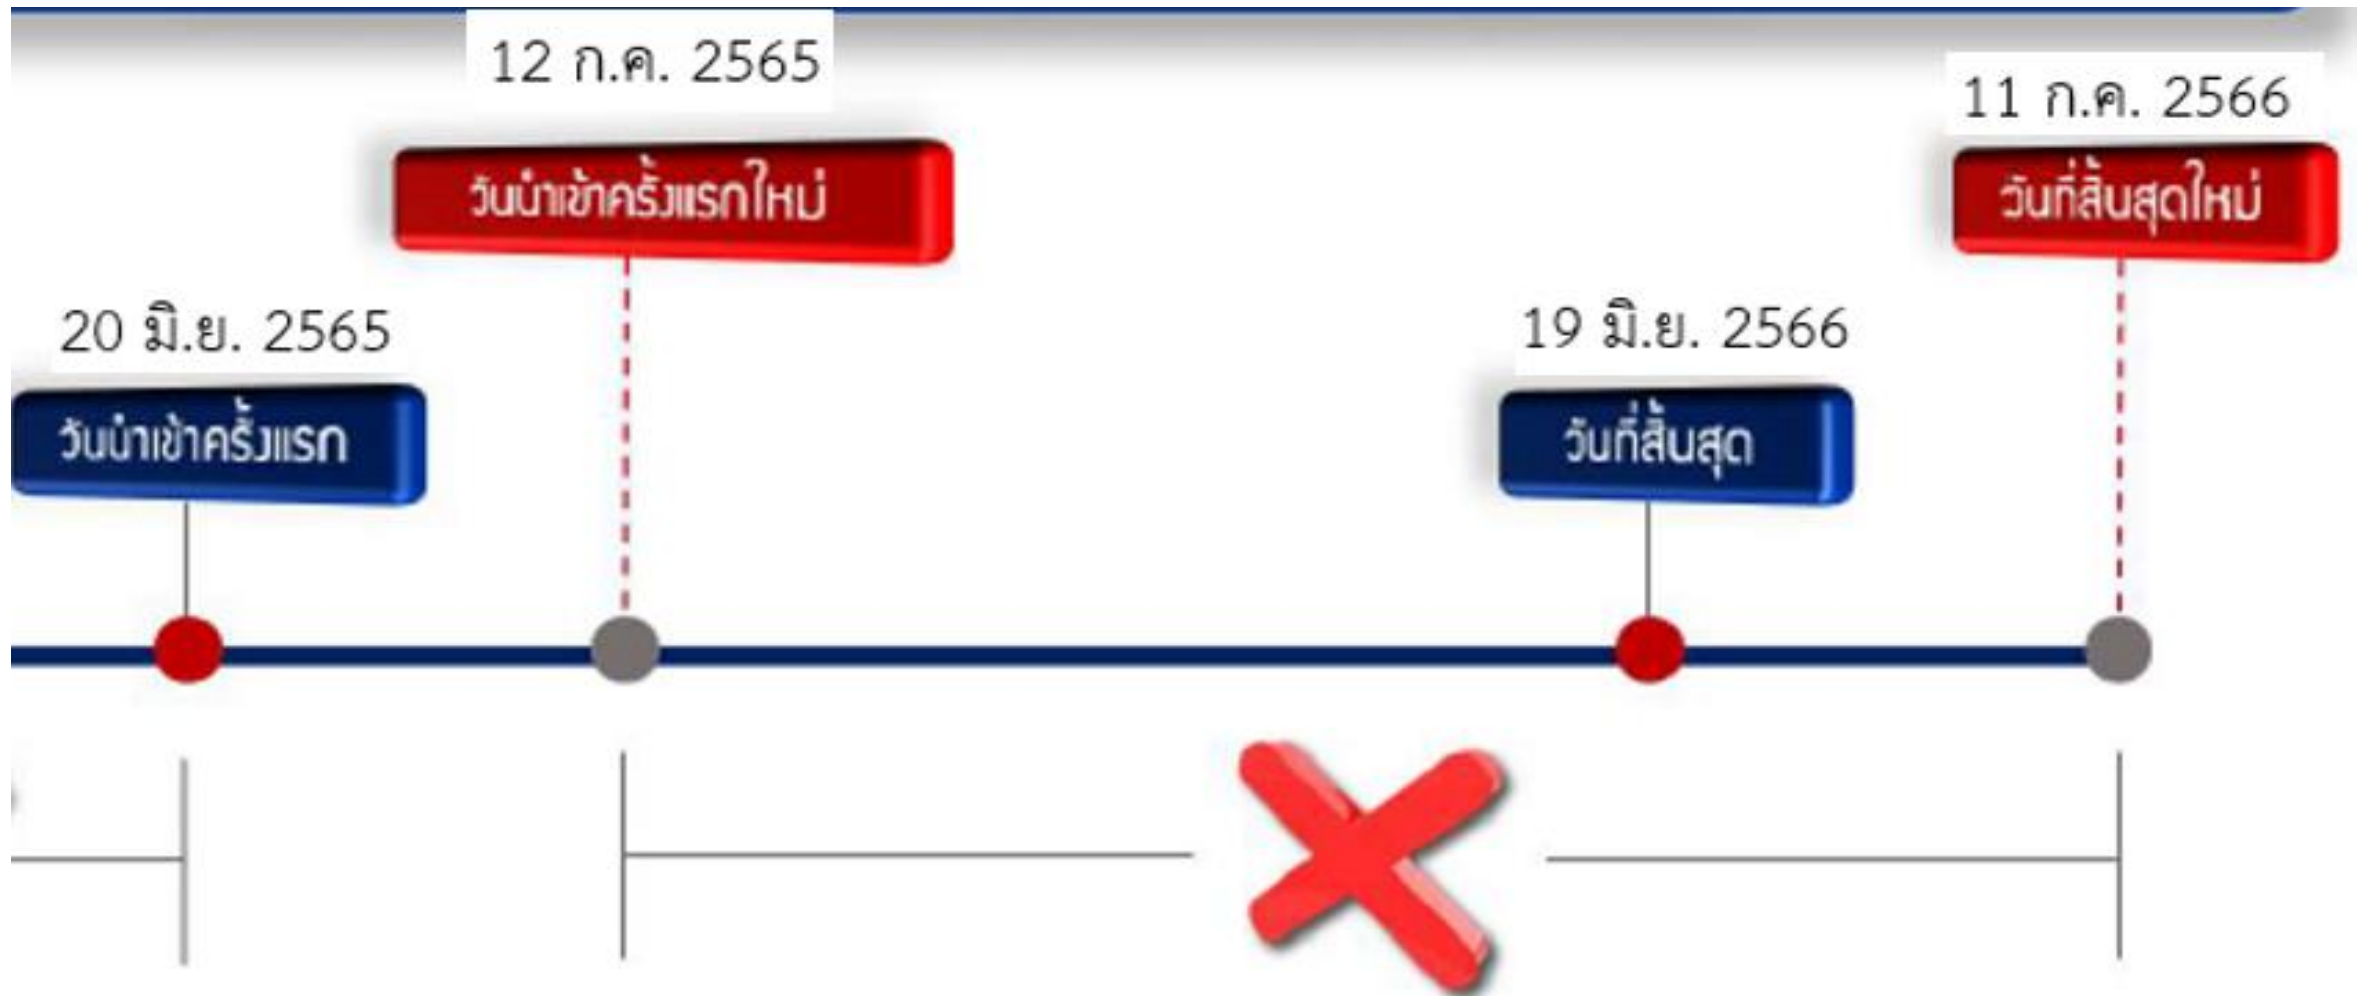 12 ก.ค. 2565
11 ก.ค. 2566
วันนำเข้าครั้งแรกใหม่
วันที่สิ้นสุดใหม่
20 มิ.ย. 2565
19 มิ.ย. 2566
วันนำเข้าครั้งแรก
วันที่สิ้นสุด